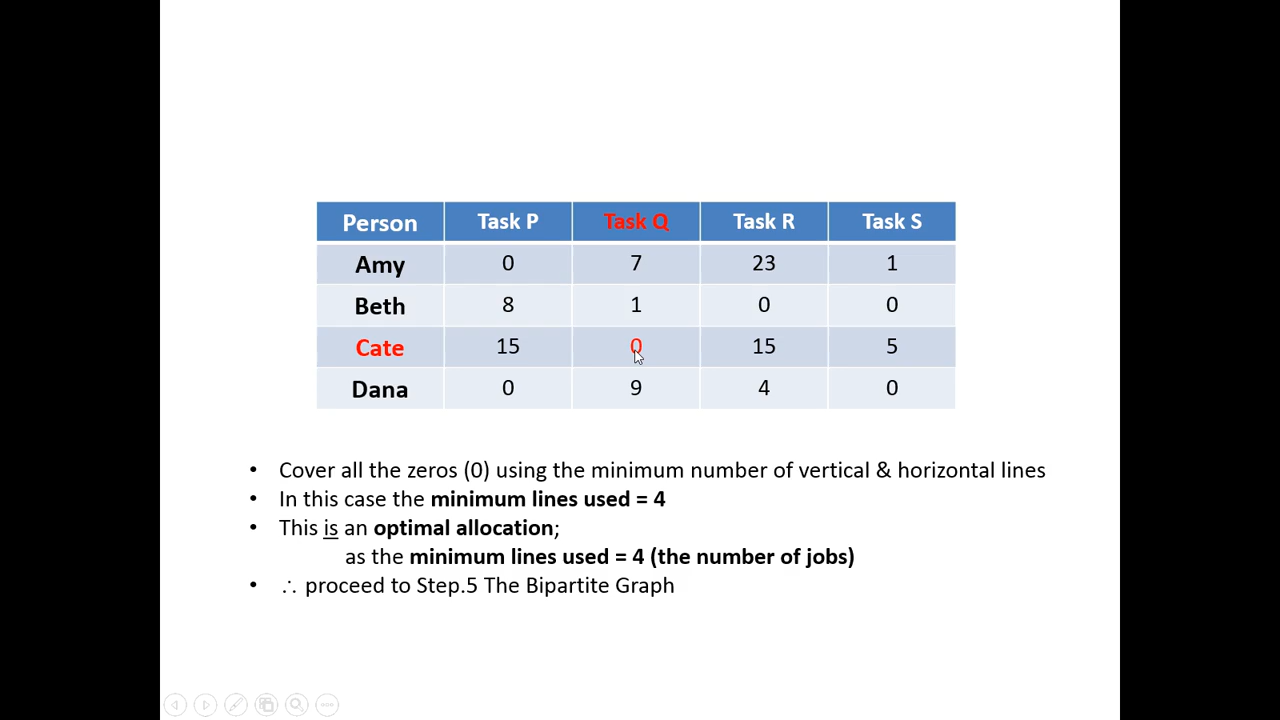 Person Task P Task Q Task R Task S
Amy 0 7 23 1
Beth 8 1 0 0
Cate 15 0 15 5
Dana 0 9 4 0
• Cover all the zeros (0) using the minimum number of vertical & horizontal lines
• In this case the minimum lines used = 4
• This is an optimal allocation;
as the minimum lines used = 4 (the number of jobs)
• ∴ proceed to Step.5 The Bipartite Graph